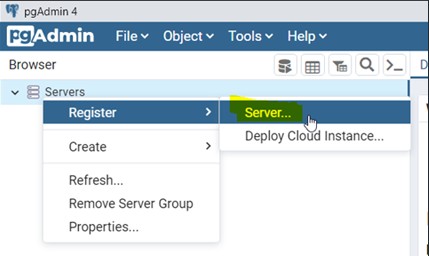 pgAdmin 4
pgAdmin File Object Tools Help
Browser
Servers
Register
Server...
Deploy Cloud Instance...
Create
Refresh...
Remove Server Group
Properties...